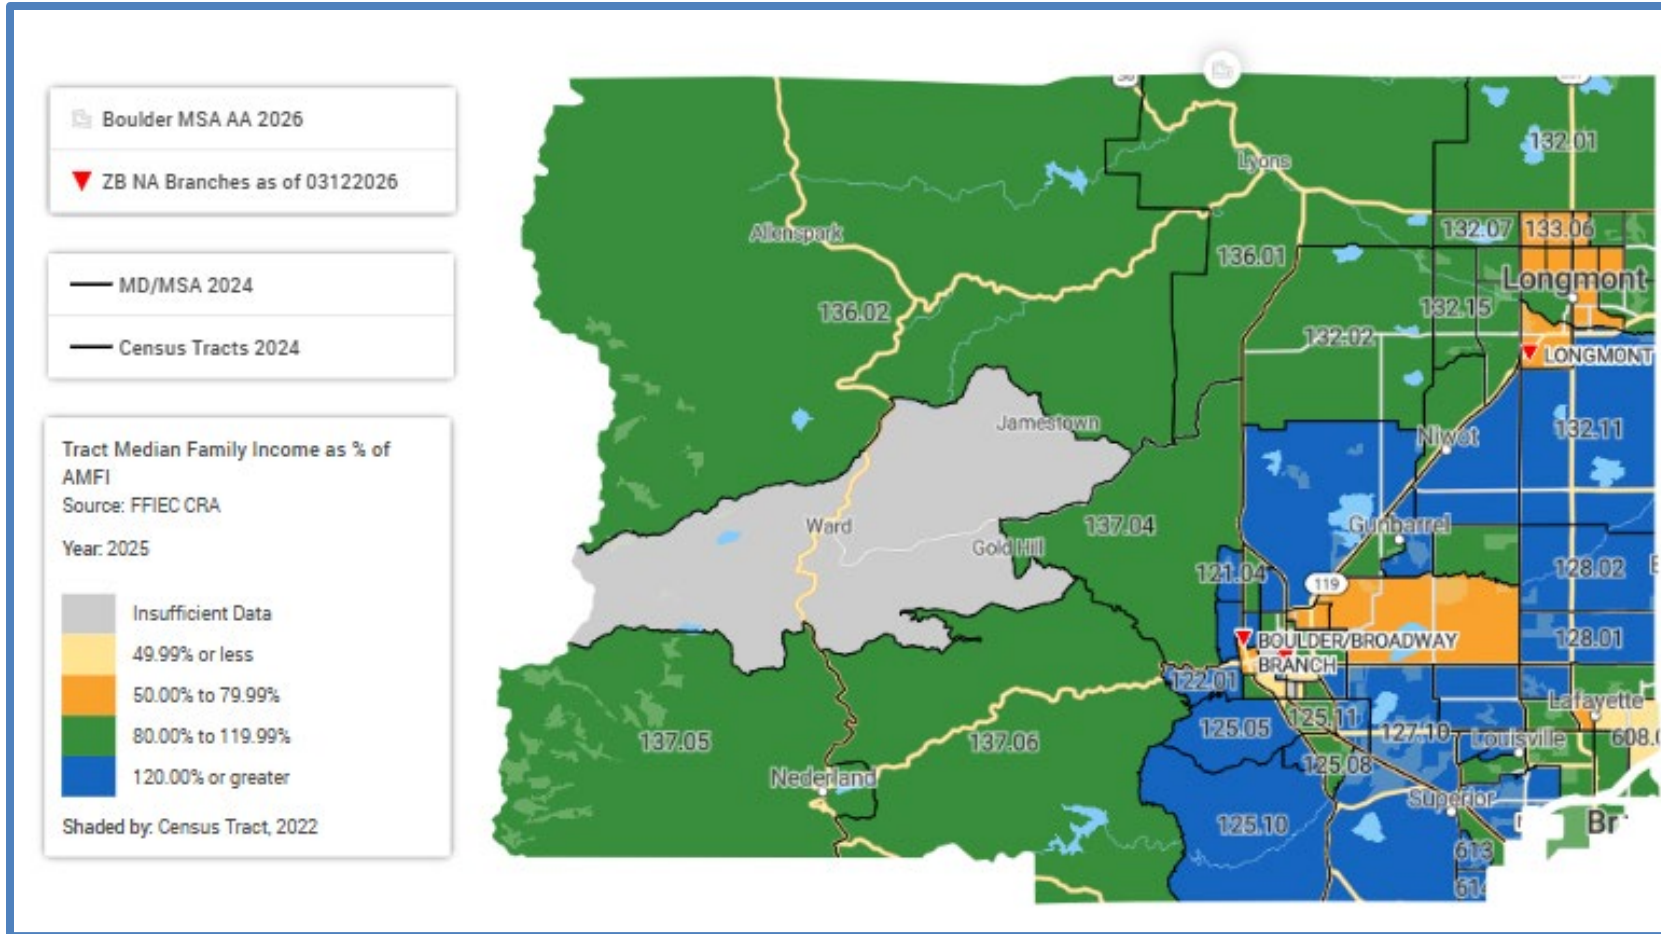 Boulder MSA AA 2026
ZB NA Branches as of 03122026
MD/MSA 2024
Census Tracts 2024
Tract Median Family Income as % of
AMFI
Source: FFIEC CRA
Year: 2025
Insufficient Data
49.99% or less
50.00% to 79.99%
80.00% to 119.99%
120.00% or greater
Shaded by: Census Tract, 2022
132.01
Lyons
Allenspark
132.07
133.06
136.01
Longmont
136.02
132.15
132.02
LONGMONT
Jamestown
Niwot
132.11
Ward
137.04
Gunbarrel
Gold Hill
121.04
119
128.02
BOULDER/BROADWAY
BRANCH
128.01
122.01
Lafayette
125.11
125.05
127.10
Louisville
137.05
137.06
125.08
Nederland
Superior
125.10
Br
613